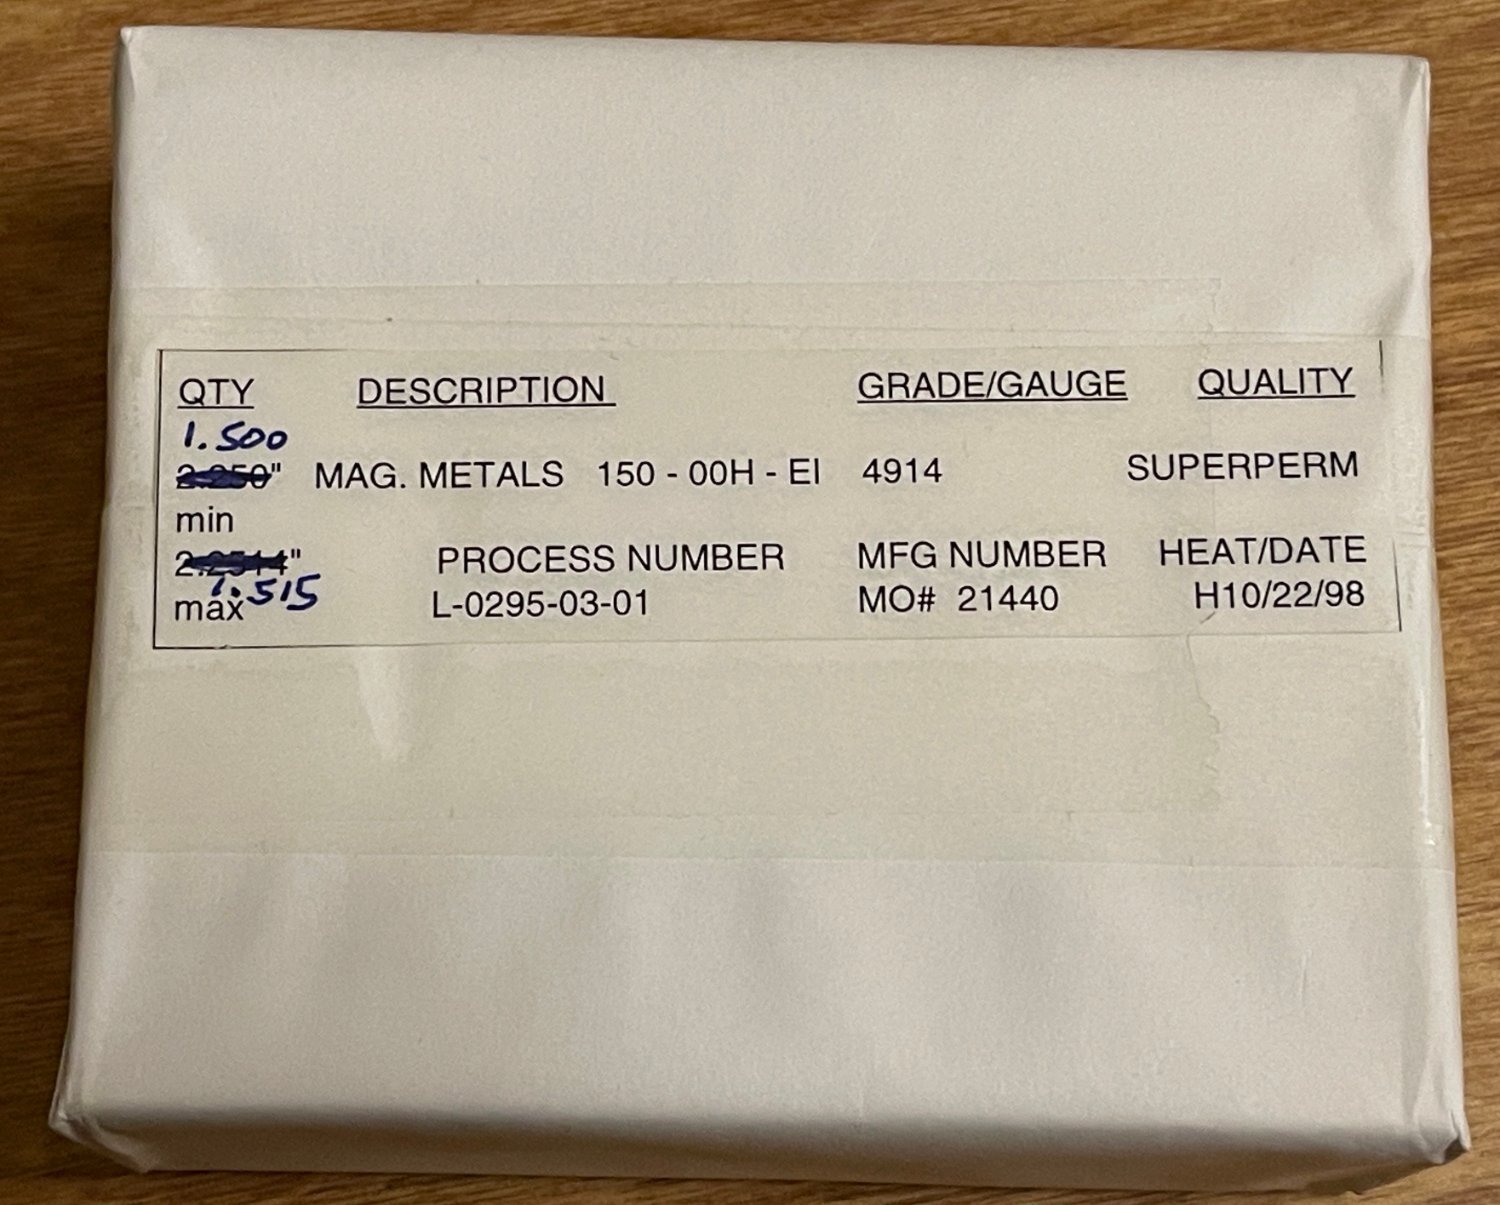 QTY DESCRIPTION GRADE/GAUGE QUALITY
1.500
2.250" MAG. METALS 150 - 00H - EI 4914 SUPERPERM
min
2.2514" PROCESS NUMBER MFG NUMBER HEAT/DATE
1.515
max L-0295-03-01 MO# 21440 H10/22/98